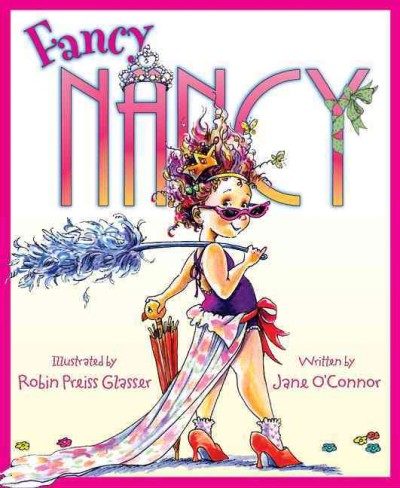 Fancy
NANCY
Illustrated by
Robin Preiss Glasser
Written by
Jane O'Connor